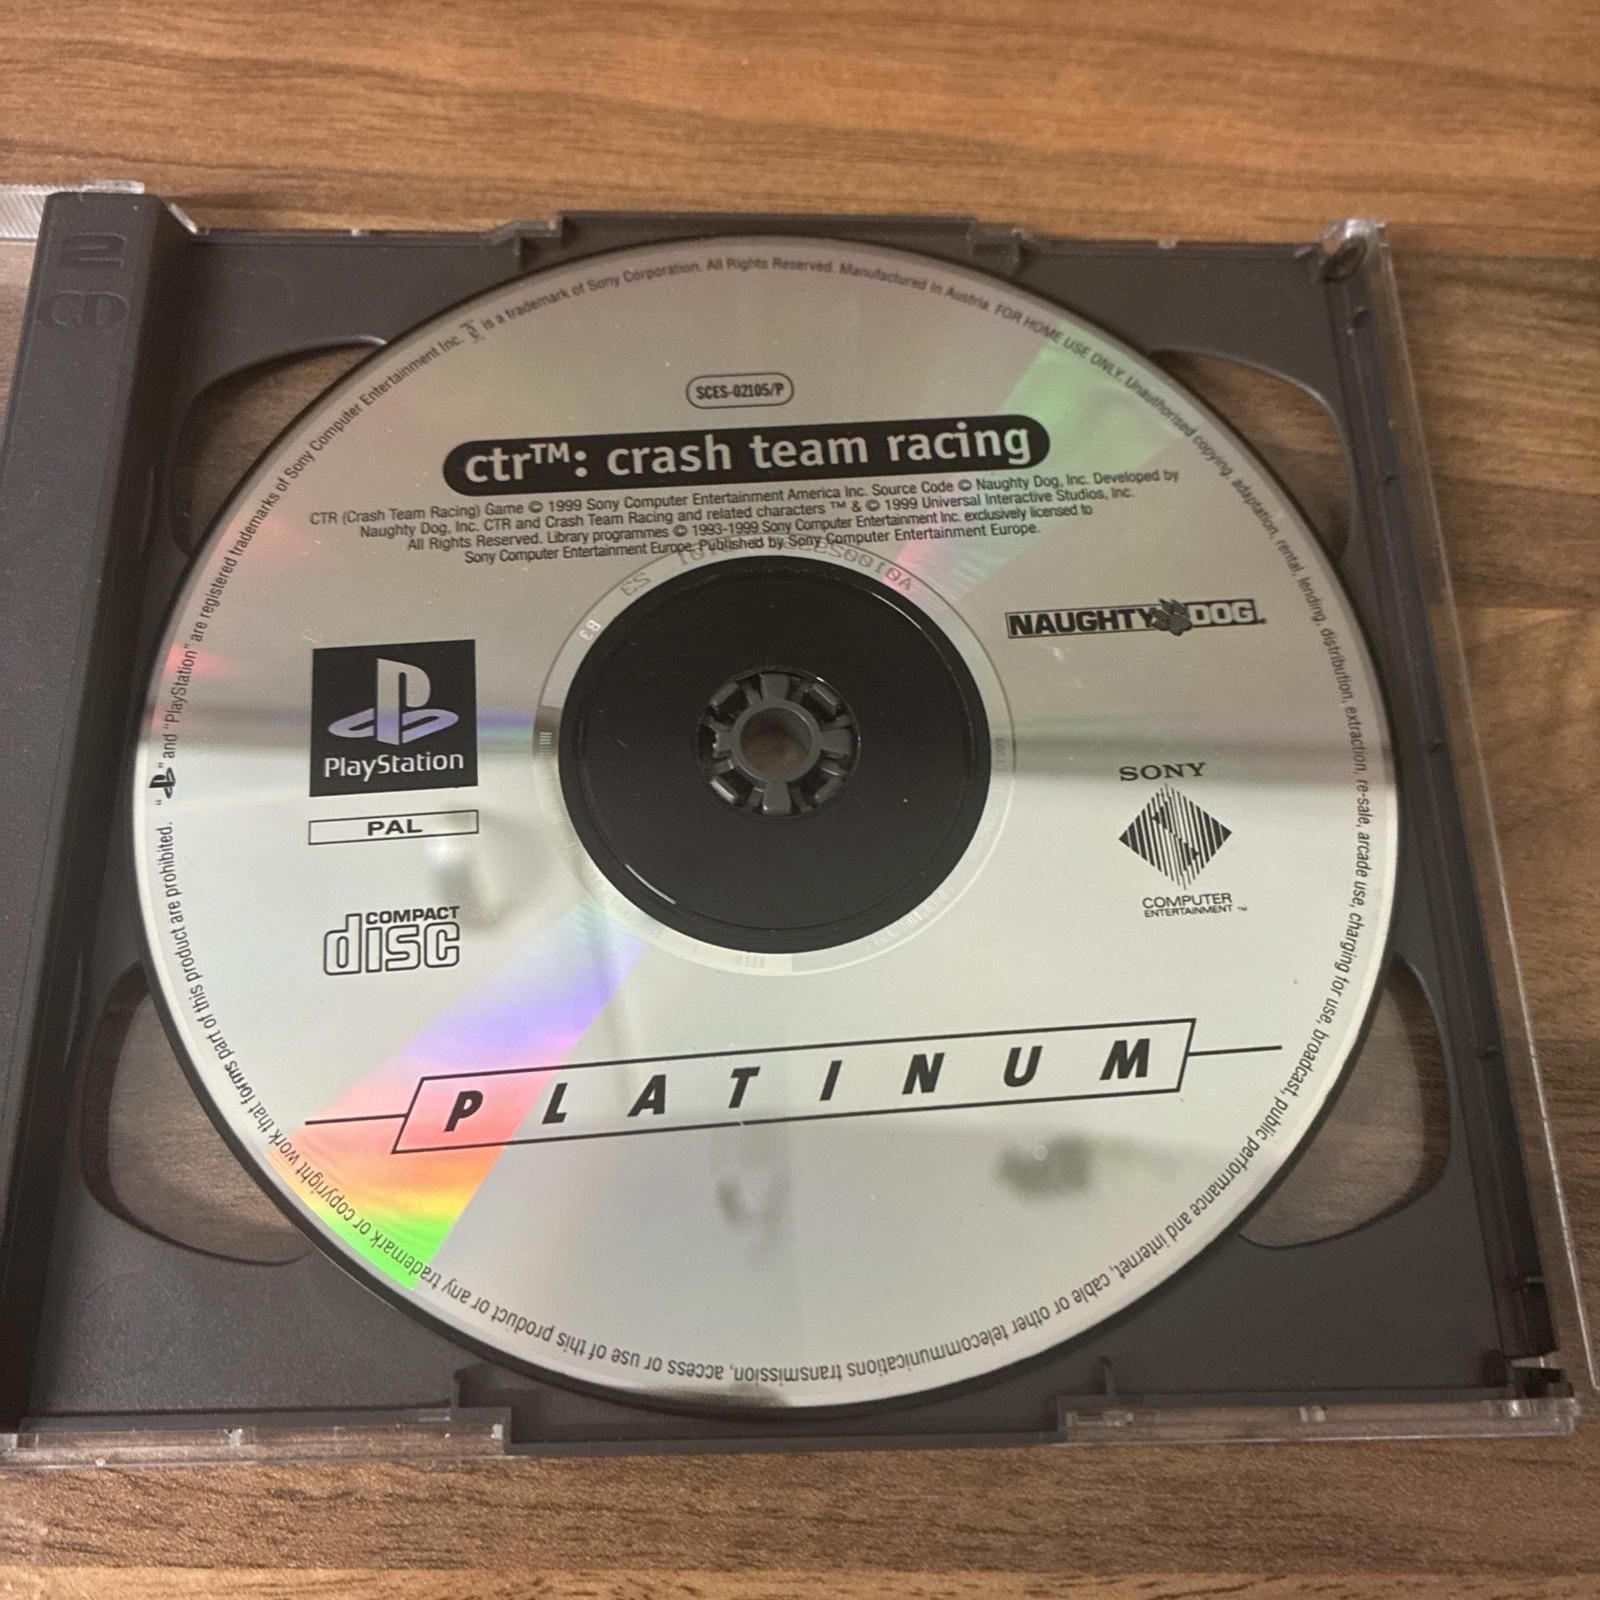 2
CD
SCES-02105/P
ctr™: crash team racing
CTR (Crash Team Racing) Game © 1999 Sony Computer Entertainment America Inc. Source Code © Naughty Dog, Inc. Developed by
Naughty Dog, Inc. CTR and Crash Team Racing and related characters ™ & © 1999 Universal Interactive Studios, Inc.
All Rights Reserved. Library programmes © 1993-1999 Sony Computer Entertainment Inc. exclusively licensed to
Sony Computer Entertainment Europe. Published by Sony Computer Entertainment Europe.
ES
B3
NAUGHTY DOG.
PlayStation
PAL
COMPACT
disc
SONY
COMPUTER
ENTERTAINMENT ™
PLATINUM
" " and "PlayStation" are registered trademarks of Sony Computer Entertainment Inc. is a trademark of Sony Corporation. All Rights Reserved. Manufactured in Austria. FOR HOME USE ONLY. Unauthorised copying, adaptation, rental, lending, distribution, extraction, re-sale, arcade use, charging for use, broadcast, public performance and internet, cable or other telecommunications transmission, access or use of this product or any trademark or copyright work that forms part of this product are prohibited.